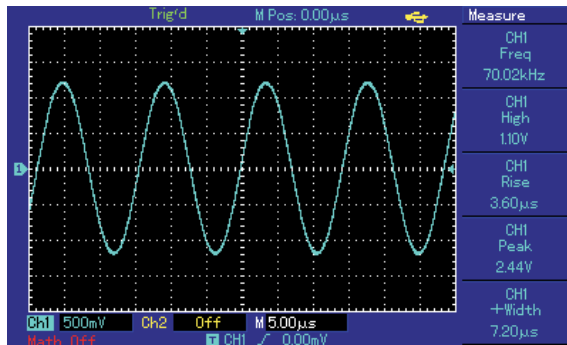 Trig'd M Pos: 0.00µs Measure
CH1
Freq
70.02kHz
CH1
High
1.10V
CH1
Rise
3.60µs
CH1
Peak
2.44V
CH1
+Width
7.20µs
1
Ch1 500mV Ch2 Off M 5.00µs
Math Off T CH1 / 0.00mV